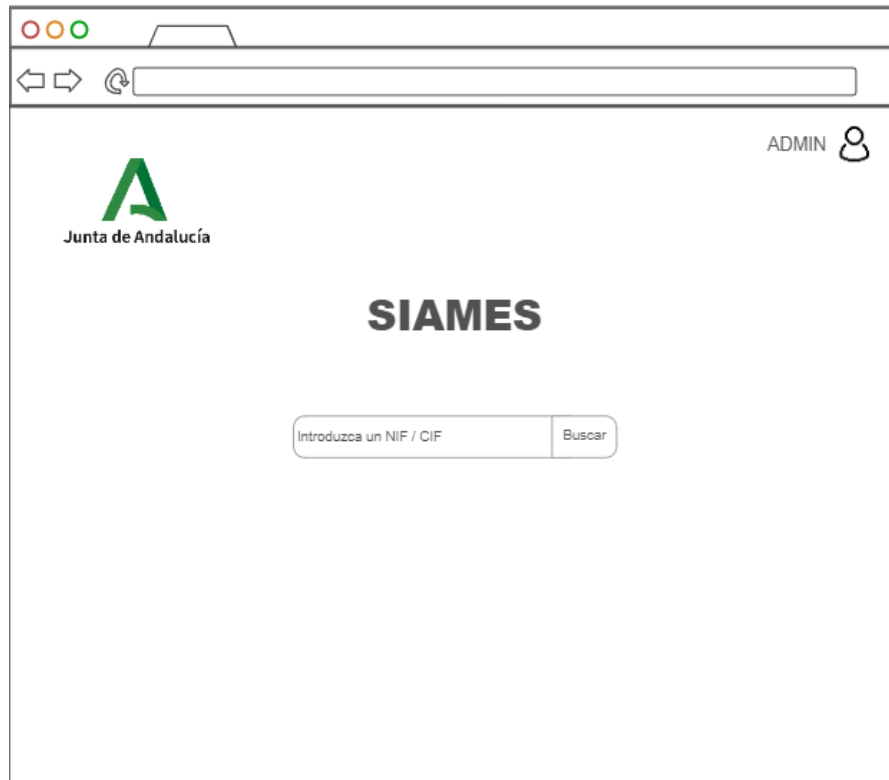 ADMIN
Junta de Andalucía
SIAMES
Introduzca un NIF / CIF
Buscar